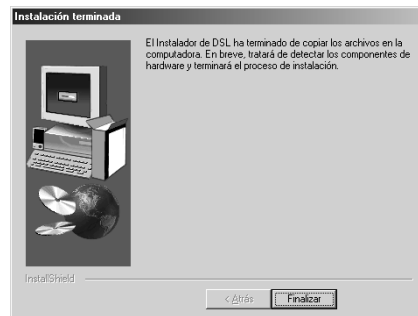 Instalación terminada
El Instalador de DSL ha terminado de copiar los archivos en la
computadora. En breve, tratará de detectar los componentes de
hardware y terminará el proceso de instalación.
InstallShield
< Atrás
Finalizar